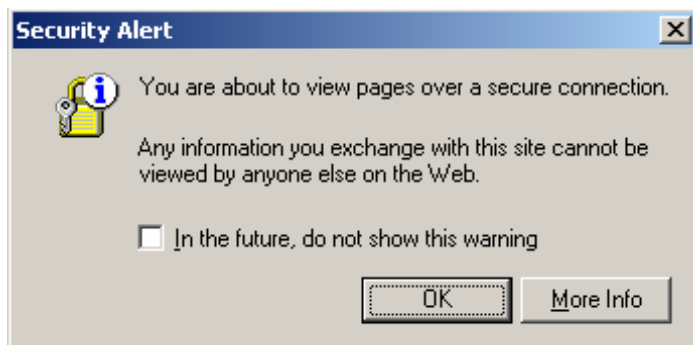 Security Alert
You are about to view pages over a secure connection.
Any information you exchange with this site cannot be
viewed by anyone else on the Web.
In the future, do not show this warning
OK
More Info